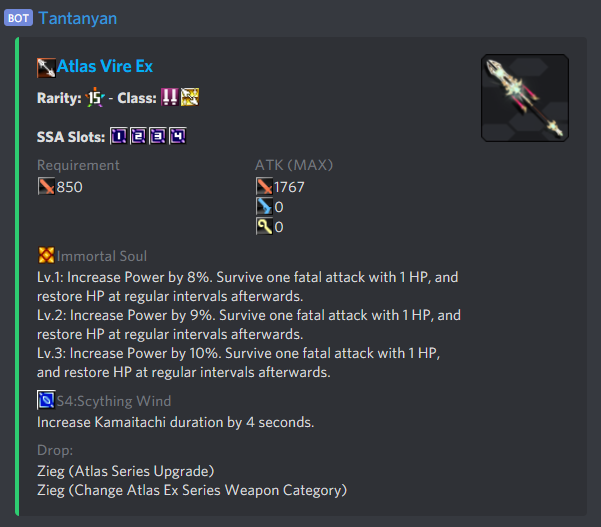 BOT Tantanyan
Atlas Vire Ex
Rarity: 15 - Class:
SSA Slots: 1 2 3 4
Requirement
850
ATK (MAX)
1767
0
0
Immortal Soul
Lv.1: Increase Power by 8%. Survive one fatal attack with 1 HP, and
restore HP at regular intervals afterwards.
Lv.2: Increase Power by 9%. Survive one fatal attack with 1 HP, and
restore HP at regular intervals afterwards.
Lv.3: Increase Power by 10%. Survive one fatal attack with 1 HP,
and restore HP at regular intervals afterwards.
S4:Scything Wind
Increase Kamaitachi duration by 4 seconds.
Drop:
Zieg (Atlas Series Upgrade)
Zieg (Change Atlas Ex Series Weapon Category)